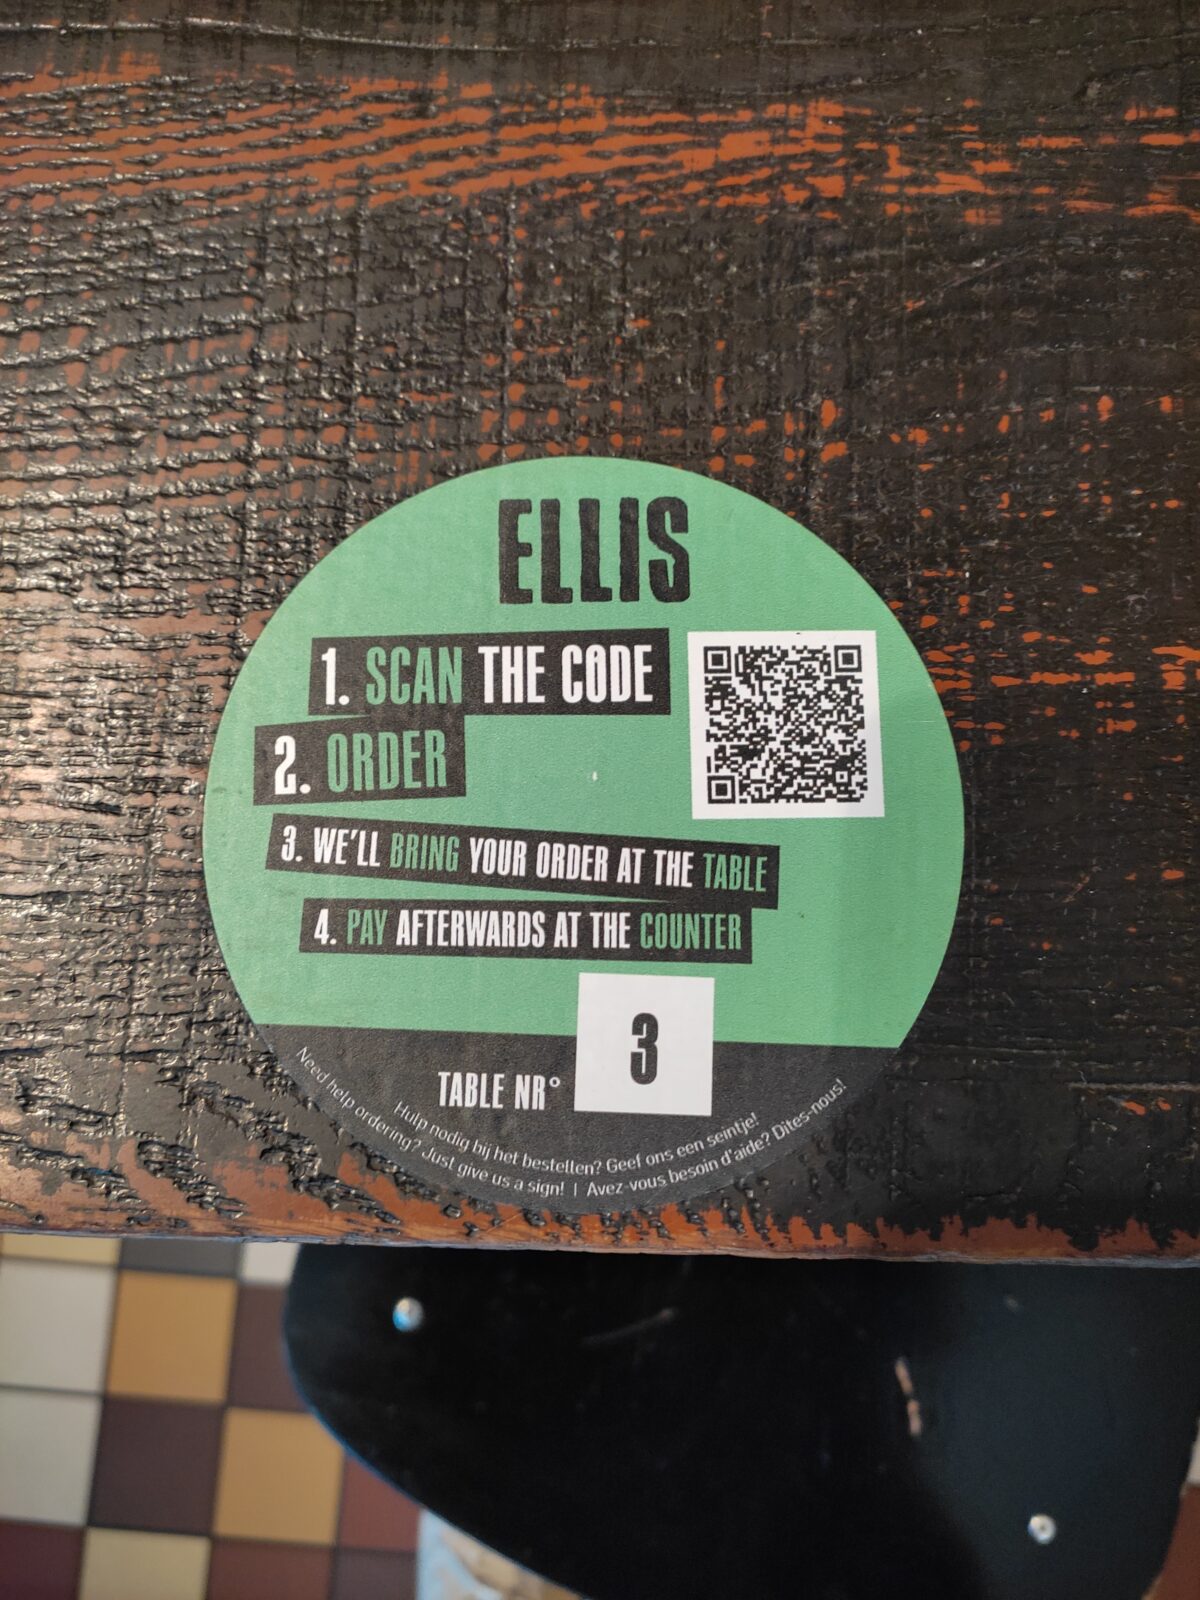 ELLIS
1. SCAN THE CODE
2. ORDER
3. WE'LL BRING YOUR ORDER AT THE TABLE
4. PAY AFTERWARDS AT THE COUNTER
TABLE NR° 3
Hulp nodig bij het bestellen? Geef ons een seintje!
Need help ordering? Just give us a sign! | Avez-vous besoin d'aide? Dites-nous!